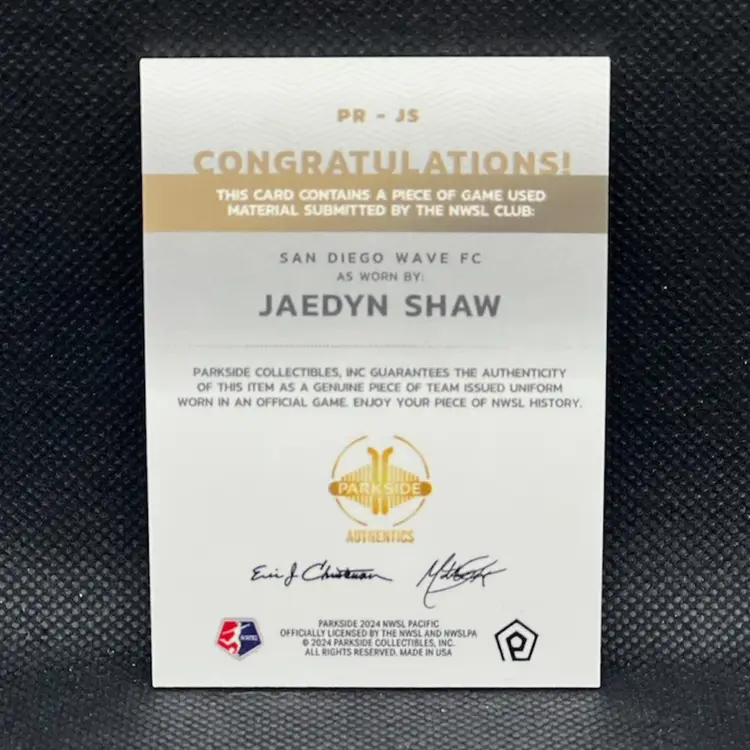 PR - JS
CONGRATULATIONS!
THIS CARD CONTAINS A PIECE OF GAME USED
MATERIAL SUBMITTED BY THE NWSL CLUB:
SAN DIEGO WAVE FC
AS WORN BY:
JAEDYN SHAW
PARKSIDE COLLECTIBLES, INC GUARANTEES THE AUTHENTICITY
OF THIS ITEM AS A GENUINE PIECE OF TEAM ISSUED UNIFORM
WORN IN AN OFFICIAL GAME. ENJOY YOUR PIECE OF NWSL HISTORY.
PARKSIDE
AUTHENTICS
Eric J.
NWSL
PARKSIDE 2024 NWSL PACIFIC
OFFICIALLY LICENSED BY THE NWSL AND NWSLPA
© 2024 PARKSIDE COLLECTIBLES, INC.
ALL RIGHTS RESERVED. MADE IN USA